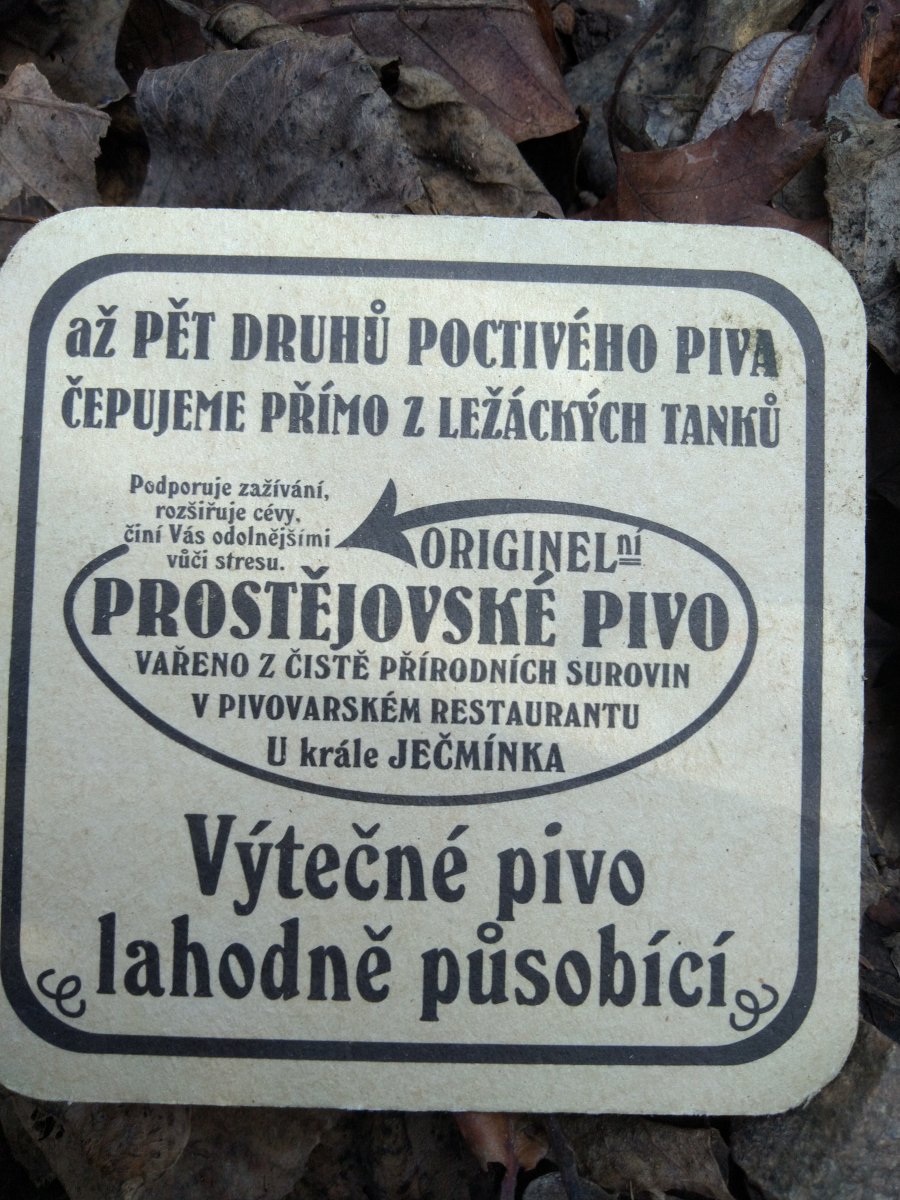 až PĚT DRUHŮ POCTIVÉHO PIVA
ČEPUJEME PŘÍMO Z LEŽÁCKÝCH TANKŮ
Podporuje zažívání,
rozšiřuje cévy,
činí Vás odolnějšími
vůči stresu.
ORIGINELní
PROSTĚJOVSKÉ PIVO
VAŘENO Z ČISTĚ PŘÍRODNÍCH SUROVIN
V PIVOVARSKÉM RESTAURANTU
U krále JEČMÍNKA
Výtečné pivo
lahodně působící